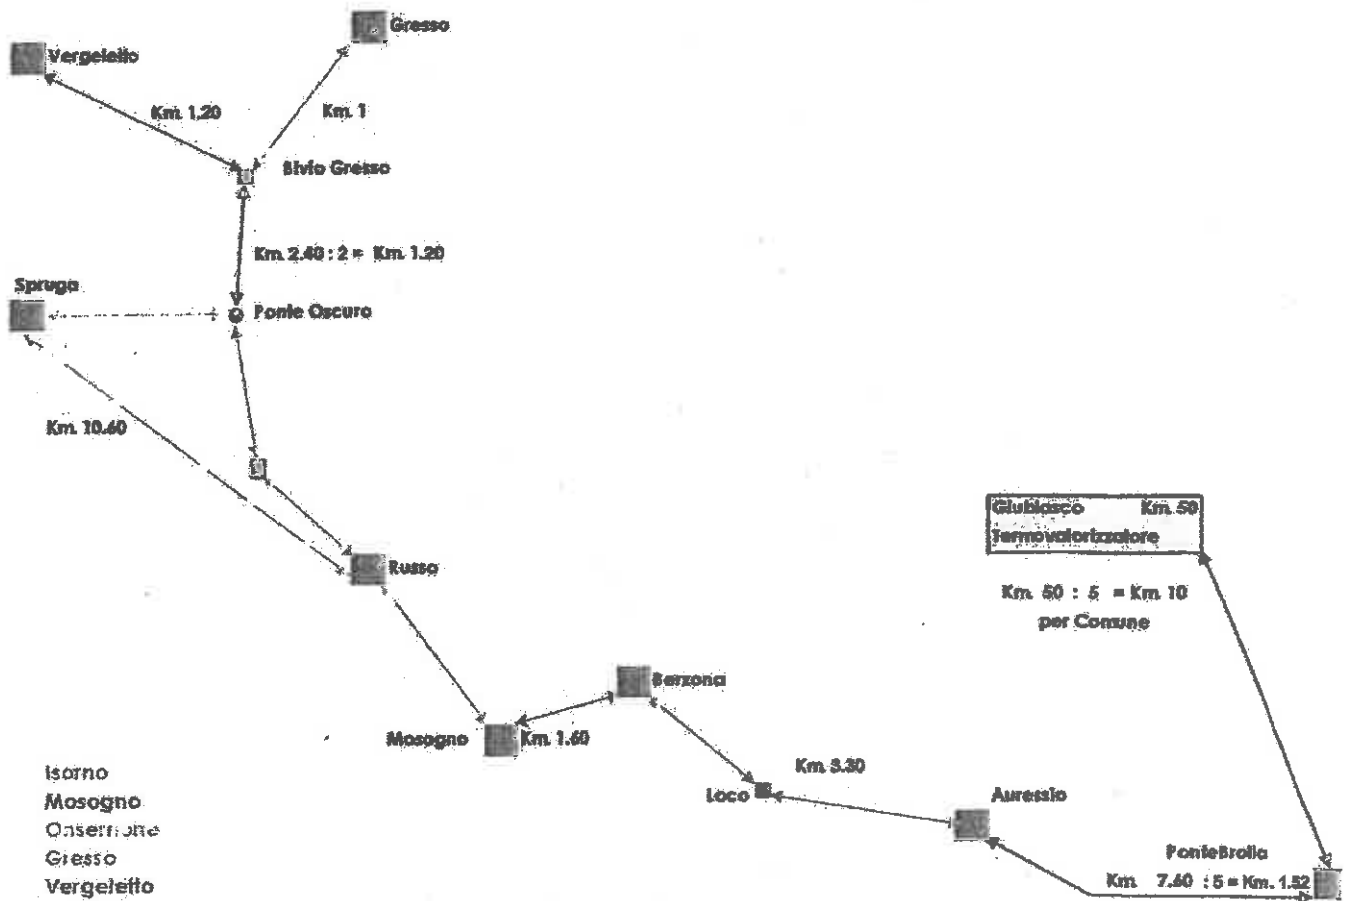 Gresso
Vergeletto
Km. 1.20
Km. 1
Bivio Gresso
Km. 2.40 : 2 = Km. 1.20
Spruga
Ponte Oscuro
Km. 10.60
Russo
Giubiasco Km. 50
Termovalorizzatore
Km. 50 : 5 = Km. 10
per Comune
Berzona
Mosogno
Km. 1.60
Km. 3.30
Loco
Auressio
PonteBrolla
Km. 7.60 : 5 = Km. 1.52
Isorno
Mosogno
Onsernone
Gresso
Vergeletto